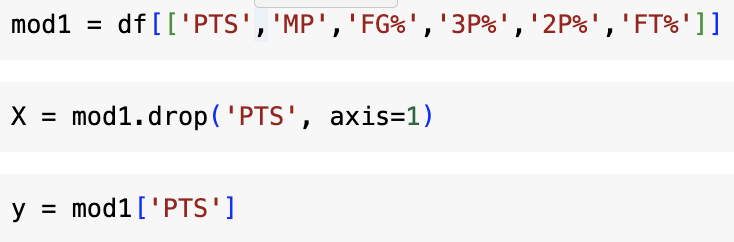 mod1 = df[['PTS','MP','FG%','3P%','2P%','FT%']]
X = mod1.drop('PTS', axis=1)
y = mod1['PTS']